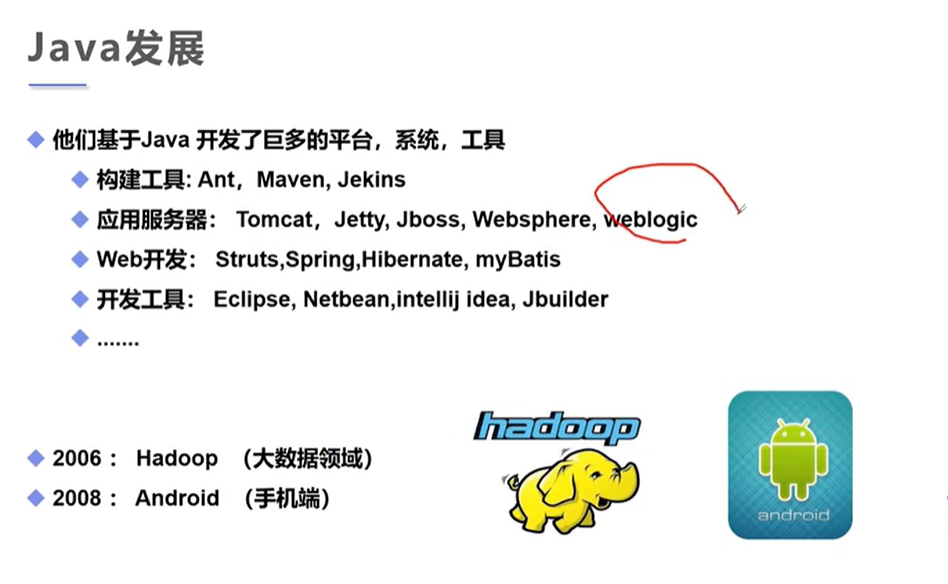 Java发展
他们基于Java 开发了巨多的平台，系统，工具
构建工具: Ant，Maven, Jekins
应用服务器： Tomcat，Jetty, Jboss, Websphere, weblogic
Web开发： Struts,Spring,Hibernate, myBatis
开发工具： Eclipse, Netbean,intellij idea, Jbuilder
.......
hadoop
2006 ： Hadoop （大数据领域）
2008 ： Android （手机端）
android